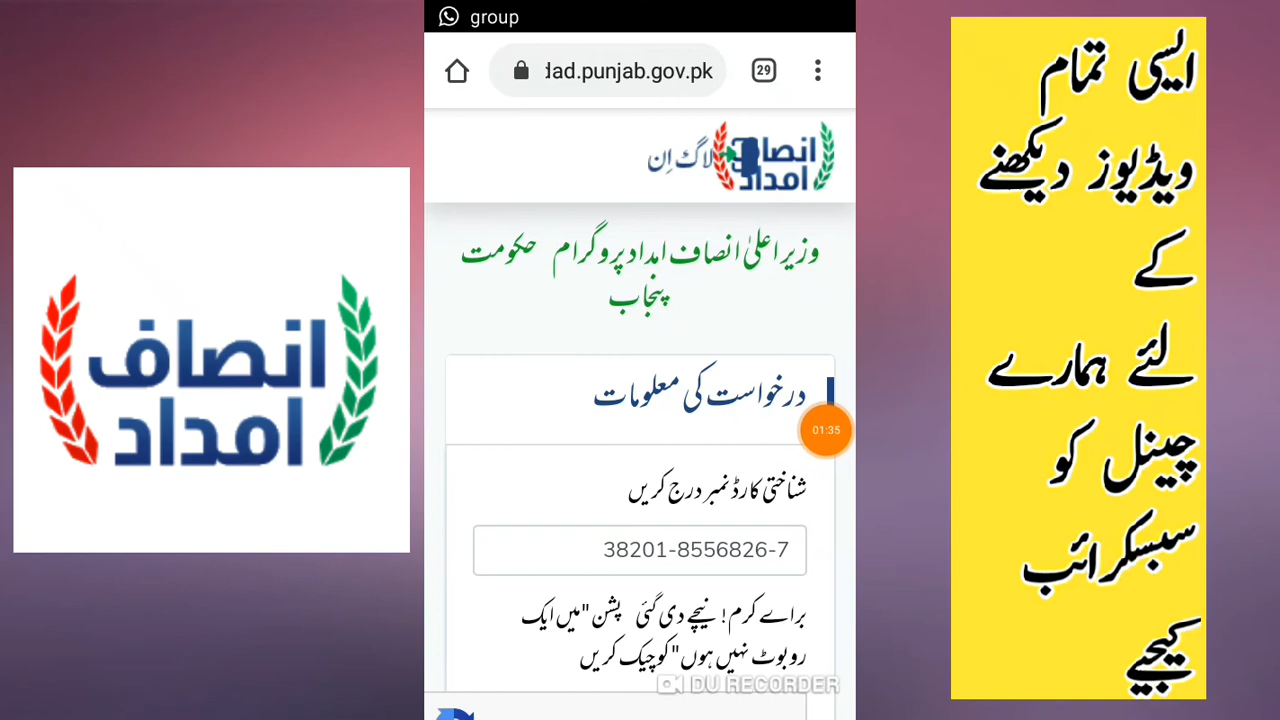 group
dad.punjab.gov.pk
29
لاگ اِن
انصاف
امداد
وزیراعلیٰ انصاف امداد پروگرام حکومت
پنجاب
درخواست کی معلومات
01:35
شناختی کارڈ نمبر درج کریں
38201-8556826-7
براے کرم! نیچے دی گئی پشن "میں ایک
روبوٹ نہیں ہوں" کو چیک کریں
DU RECORDER
انصاف
امداد
ایسی تمام
ویڈیوز دیکھنے
کے
لئے ہمارے
چینل کو
سبسکرائب
کیجیے